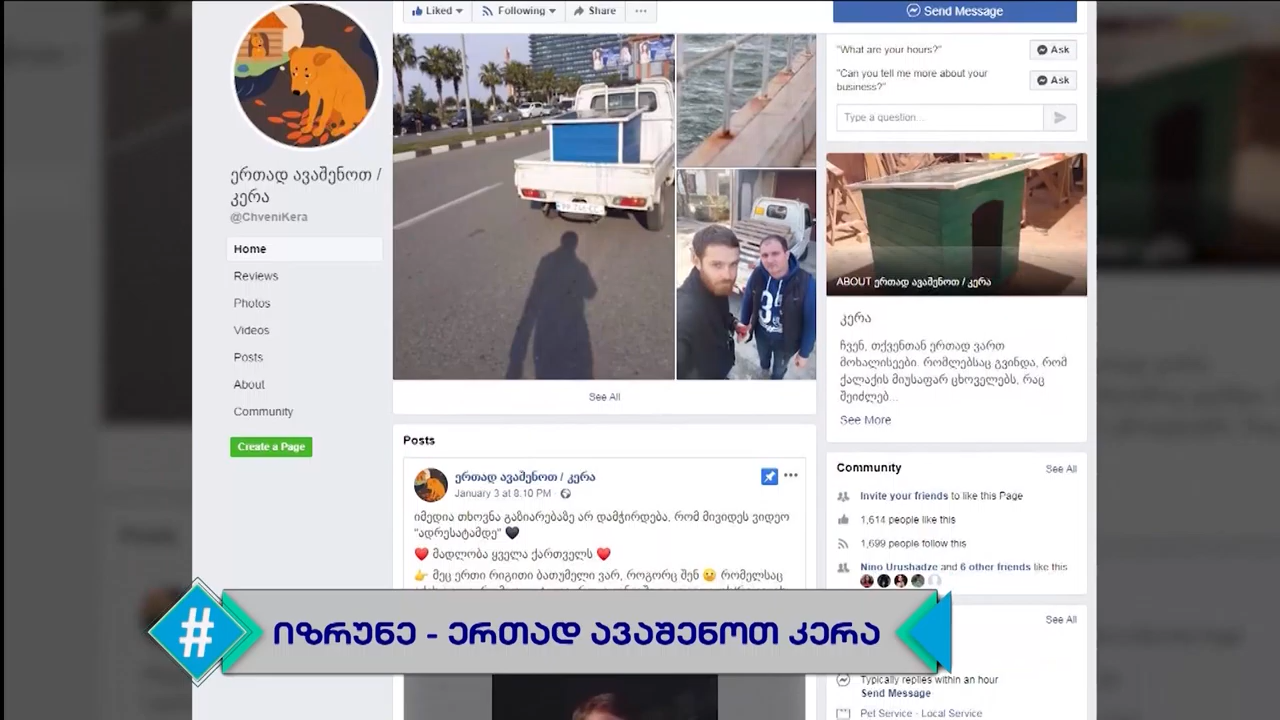 Liked
Following
Share
Send Message
"What are your hours?"
Ask
"Can you tell me more about your
business?"
Ask
Type a question...
ერთად ავაშენოთ /
კერა
@ChveniKera
Home
Reviews
Photos
Videos
Posts
About
Community
Create a Page
See All
Posts
ერთად ავაშენოთ / კერა
January 3 at 8:10 PM
იმედია თხოვნა გაზიარებაზე არ დამჭირდება, რომ მივიდეს ვიდეო
"ადრესატამდე" 🖤
❤️ მადლობა ყველა ქართველს ❤️
👉 მეც ერთი რიგითი ბათუმელი ვარ, როგორც შენ 😕 რომელსაც
ABOUT ერთად ავაშენოთ / კერა
კერა
ჩვენ, თქვენთან ერთად ვართ
მოხალისეები. რომლებსაც გვინდა, რომ
ქალაქის მიუსაფარ ცხოველებს, რაც
შეიძლებ...
See More
Community
See All
Invite your friends to like this Page
1,614 people like this
1,699 people follow this
Nino Urushadze and 6 other friends like this
See All
Typically replies within an hour
Send Message
Pet Service · Local Service
# იზრუნე - ერთად ავაშენოთ კერა